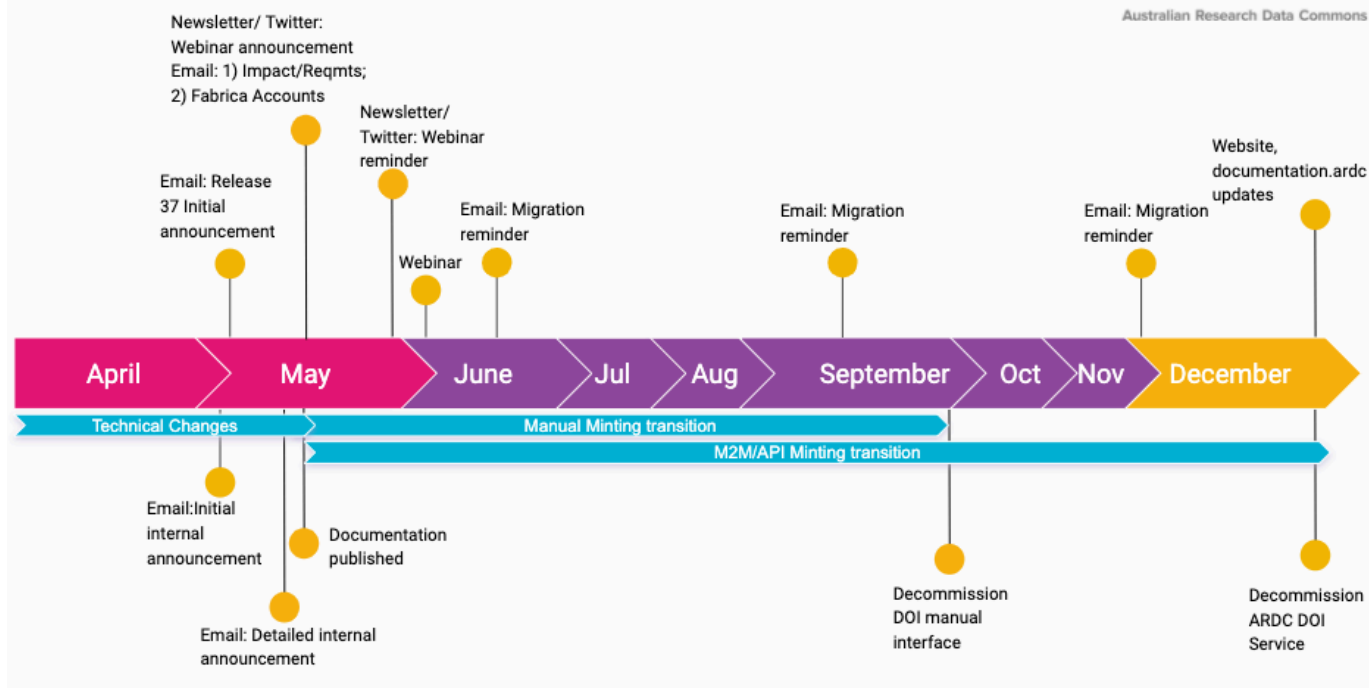 Australian Research Data Commons
Newsletter/ Twitter:
Webinar announcement
Email: 1) Impact/Reqmts;
2) Fabrica Accounts
Newsletter/
Twitter: Webinar
reminder
Website,
documentation.ardc
updates
Email: Release
37 Initial
announcement
Webinar
Email: Migration
reminder
Email: Migration
reminder
Email: Migration
reminder
April
May
June
Jul
Aug
September
Oct
Nov
December
Technical Changes
Manual Minting transition
M2M/API Minting transition
Email:Initial
internal
announcement
Documentation
published
Email: Detailed internal
announcement
Decommission
DOI manual
interface
Decommission
ARDC DOI
Service